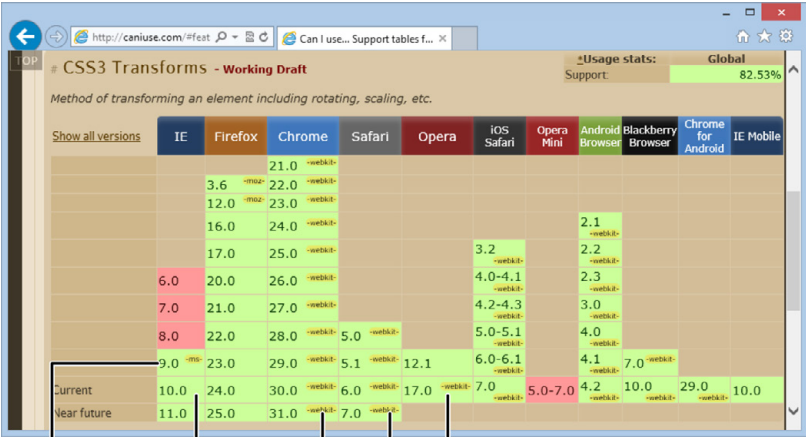 http://caniuse.com/#feat
Can I use... Support tables f...
TOP
# CSS3 Transforms - Working Draft
*Usage stats: Global
Support: 82.53%
Method of transforming an element including rotating, scaling, etc.
Show all versions IE Firefox Chrome Safari Opera iOS Safari Opera Mini Android Browser Blackberry Browser Chrome for Android IE Mobile
21.0 -webkit-
3.6 -moz- 22.0 -webkit-
12.0 -moz- 23.0 -webkit-
16.0 24.0 -webkit- 2.1 -webkit-
17.0 25.0 -webkit- 3.2 -webkit- 2.2 -webkit-
6.0 20.0 26.0 -webkit- 4.0-4.1 -webkit- 2.3 -webkit-
7.0 21.0 27.0 -webkit- 4.2-4.3 -webkit- 3.0 -webkit-
8.0 22.0 28.0 -webkit- 5.0 -webkit- 5.0-5.1 -webkit- 4.0 -webkit-
9.0 -ms- 23.0 29.0 -webkit- 5.1 -webkit- 12.1 6.0-6.1 -webkit- 4.1 -webkit- 7.0 -webkit-
Current 10.0 24.0 30.0 -webkit- 6.0 -webkit- 17.0 -webkit- 7.0 -webkit- 5.0-7.0 4.2 -webkit- 10.0 -webkit- 29.0 -webkit- 10.0
Near future 11.0 25.0 31.0 -webkit- 7.0 -webkit-